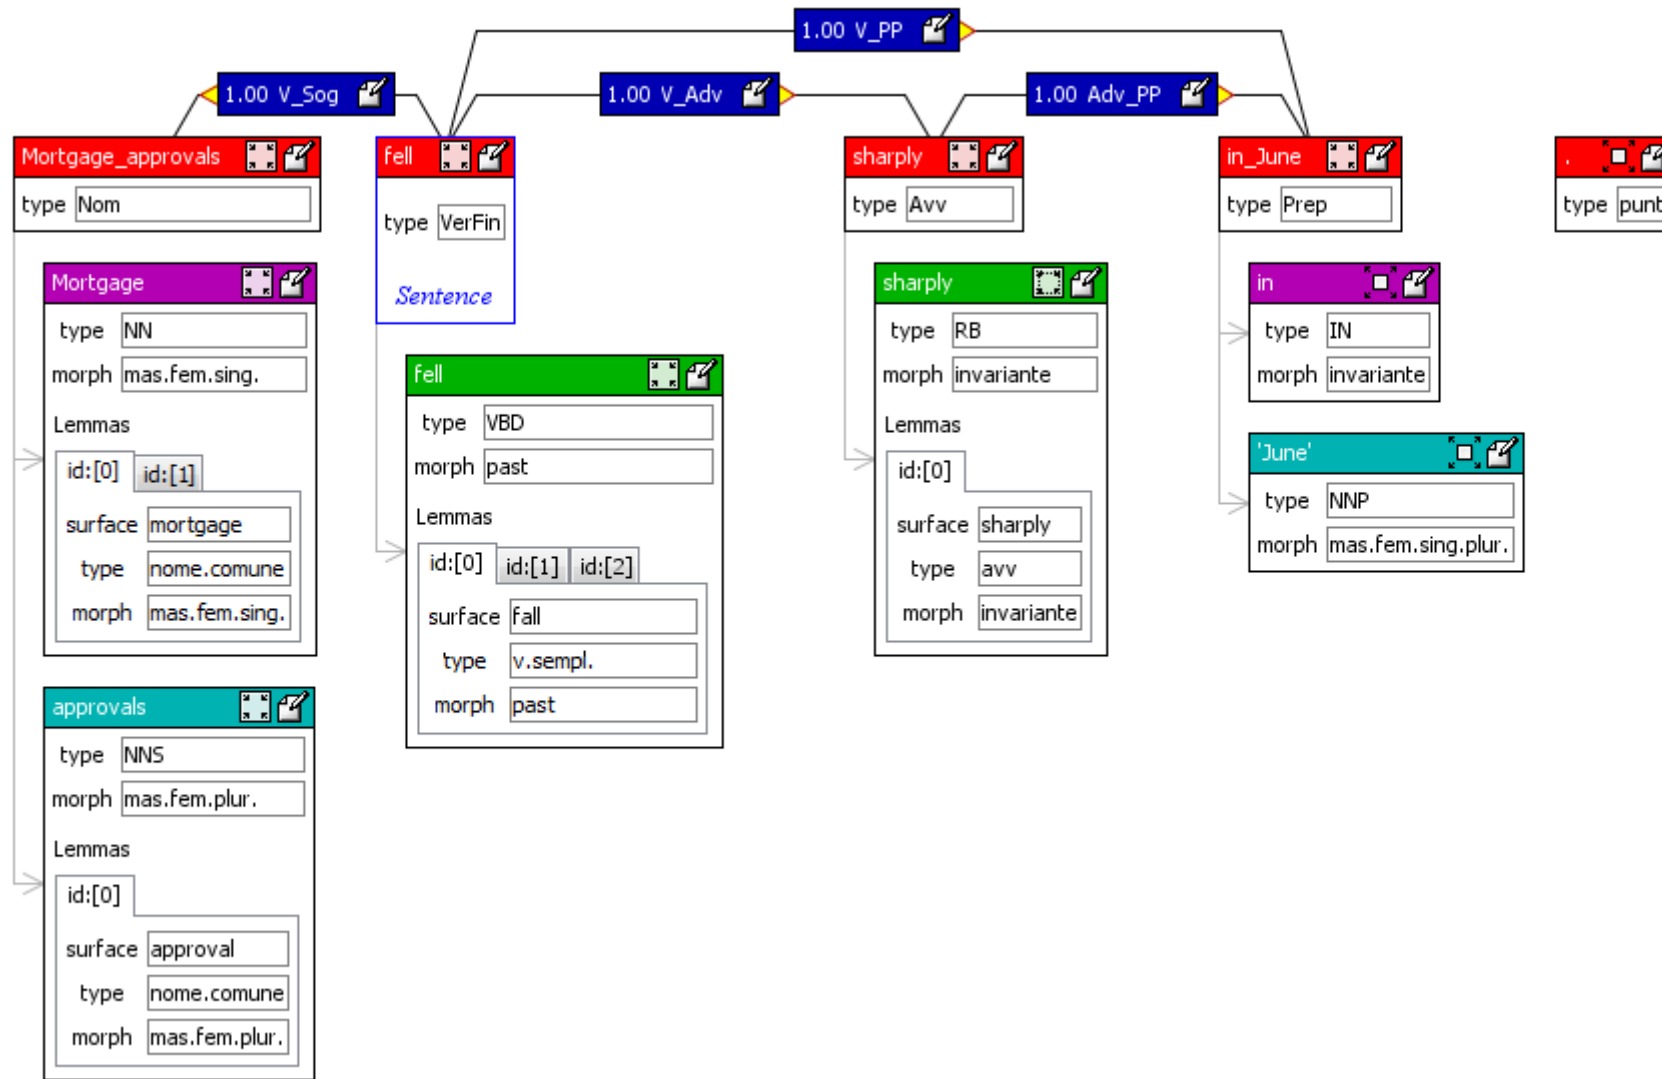 1.00 V_PP
1.00 V_Sog
1.00 V_Adv
1.00 Adv_PP
Mortgage_approvals
type Nom
Mortgage
type NN
morph mas.fem.sing.
Lemmas
id:[0] id:[1]
surface mortgage
type nome.comune
morph mas.fem.sing.
approvals
type NNS
morph mas.fem.plur.
Lemmas
id:[0]
surface approval
type nome.comune
morph mas.fem.plur.
fell
type VerFin
Sentence
fell
type VBD
morph past
Lemmas
id:[0] id:[1] id:[2]
surface fall
type v.sempl.
morph past
sharply
type Avv
sharply
type RB
morph invariante
Lemmas
id:[0]
surface sharply
type avv
morph invariante
in_June
type Prep
in
type IN
morph invariante
'June'
type NNP
morph mas.fem.sing.plur.
.
type punt